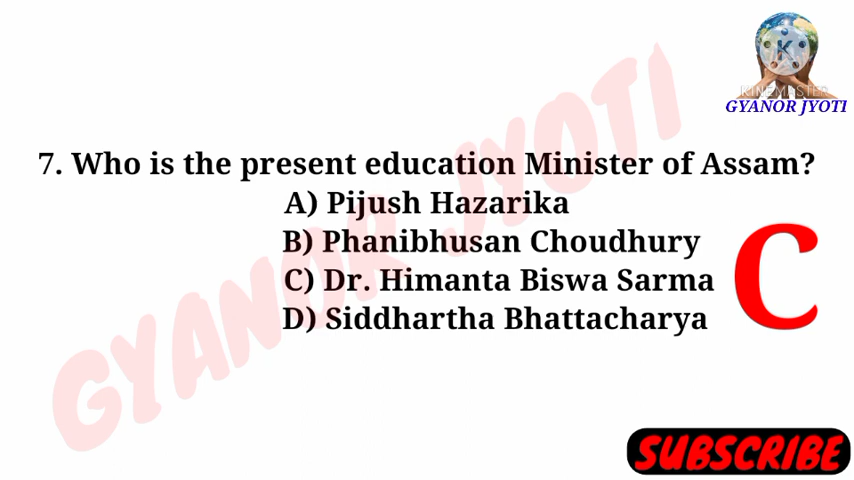 K
KINEMASTER
GYANOR JYOTI
7. Who is the present education Minister of Assam?
A) Pijush Hazarika
B) Phanibhusan Choudhury
C) Dr. Himanta Biswa Sarma
D) Siddhartha Bhattacharya
C
GYANOR JYOTI
SUBSCRIBE